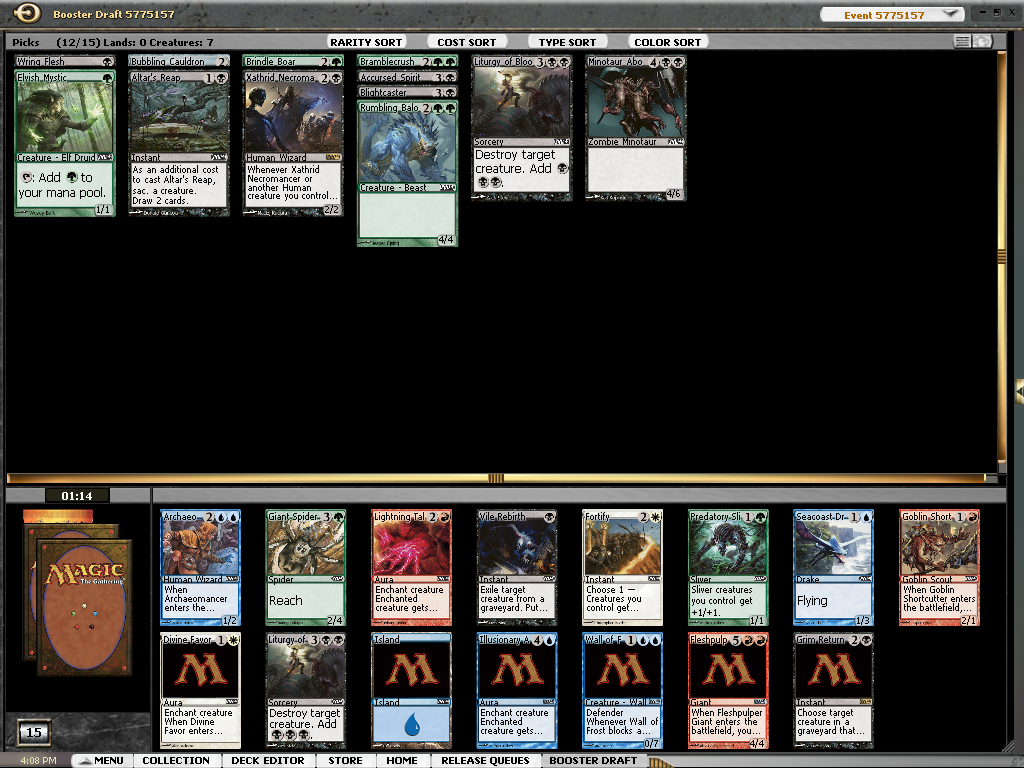 Booster Draft 5775157
Event 5775157
Picks (12/15) Lands: 0 Creatures: 7
RARITY SORT
COST SORT
TYPE SORT
COLOR SORT
Wring Flesh
Elvish Mystic
Creature - Elf Druid
: Add to
your mana pool.
1/1
Bubbling Cauldron 2
Altar's Reap 1
Instant
As an additional cost
to cast Altar's Reap,
sac. a creature.
Draw 2 cards.
Brindle Boar 2
Xathrid Necroma 2
Human Wizard
Whenever Xathrid
Necromancer or
another Human
creature you control...
2/2
Bramblecrush 2
Accursed Spirit 3
Blightcaster 3
Rumbling Balo 2
Creature - Beast
4/4
Liturgy of Bloo 3
Sorcery
Destroy target
creature. Add
.
Minotaur Abo 4
Zombie Minotaur
4/6
01:14
MAGIC
The Gathering
15
Archaeo 2
Human Wizard
When
Archaeomancer
enters the...
1/2
Giant Spider 3
Spider
Reach
2/4
Lightning Tal 2
Aura
Enchant creature
Enchanted
creature gets...
Vile Rebirth
Instant
Exile target
creature from a
graveyard. Put...
Fortify 2
Instant
Choose 1 —
Creatures you
control get...
Predatory Sli 1
Sliver
Sliver creatures
you control get
+1/+1.
1/1
Seacoast Dr 1
Drake
Flying
1/3
Goblin Short 1
Goblin Scout
When Goblin
Shortcutter enters
the battlefield,...
2/1
Divine Favor 1
Aura
Enchant creature
When Divine
Favor enters...
Liturgy of 3
Sorcery
Destroy target
creature. Add
.
Island
Island
Illusionary A 4
Aura
Enchant creature
Enchanted
creature gets...
Wall of F 1
Creature - Wall
Defender
Whenever Wall of
Frost blocks a...
0/7
Fleshpulp 5
Giant
When Fleshpulper
Giant enters the
battlefield, you...
4/4
Grim Return 2
Instant
Choose target
creature in a
graveyard that...
4:08 PM
MENU
COLLECTION
DECK EDITOR
STORE
HOME
RELEASE QUEUES
BOOSTER DRAFT